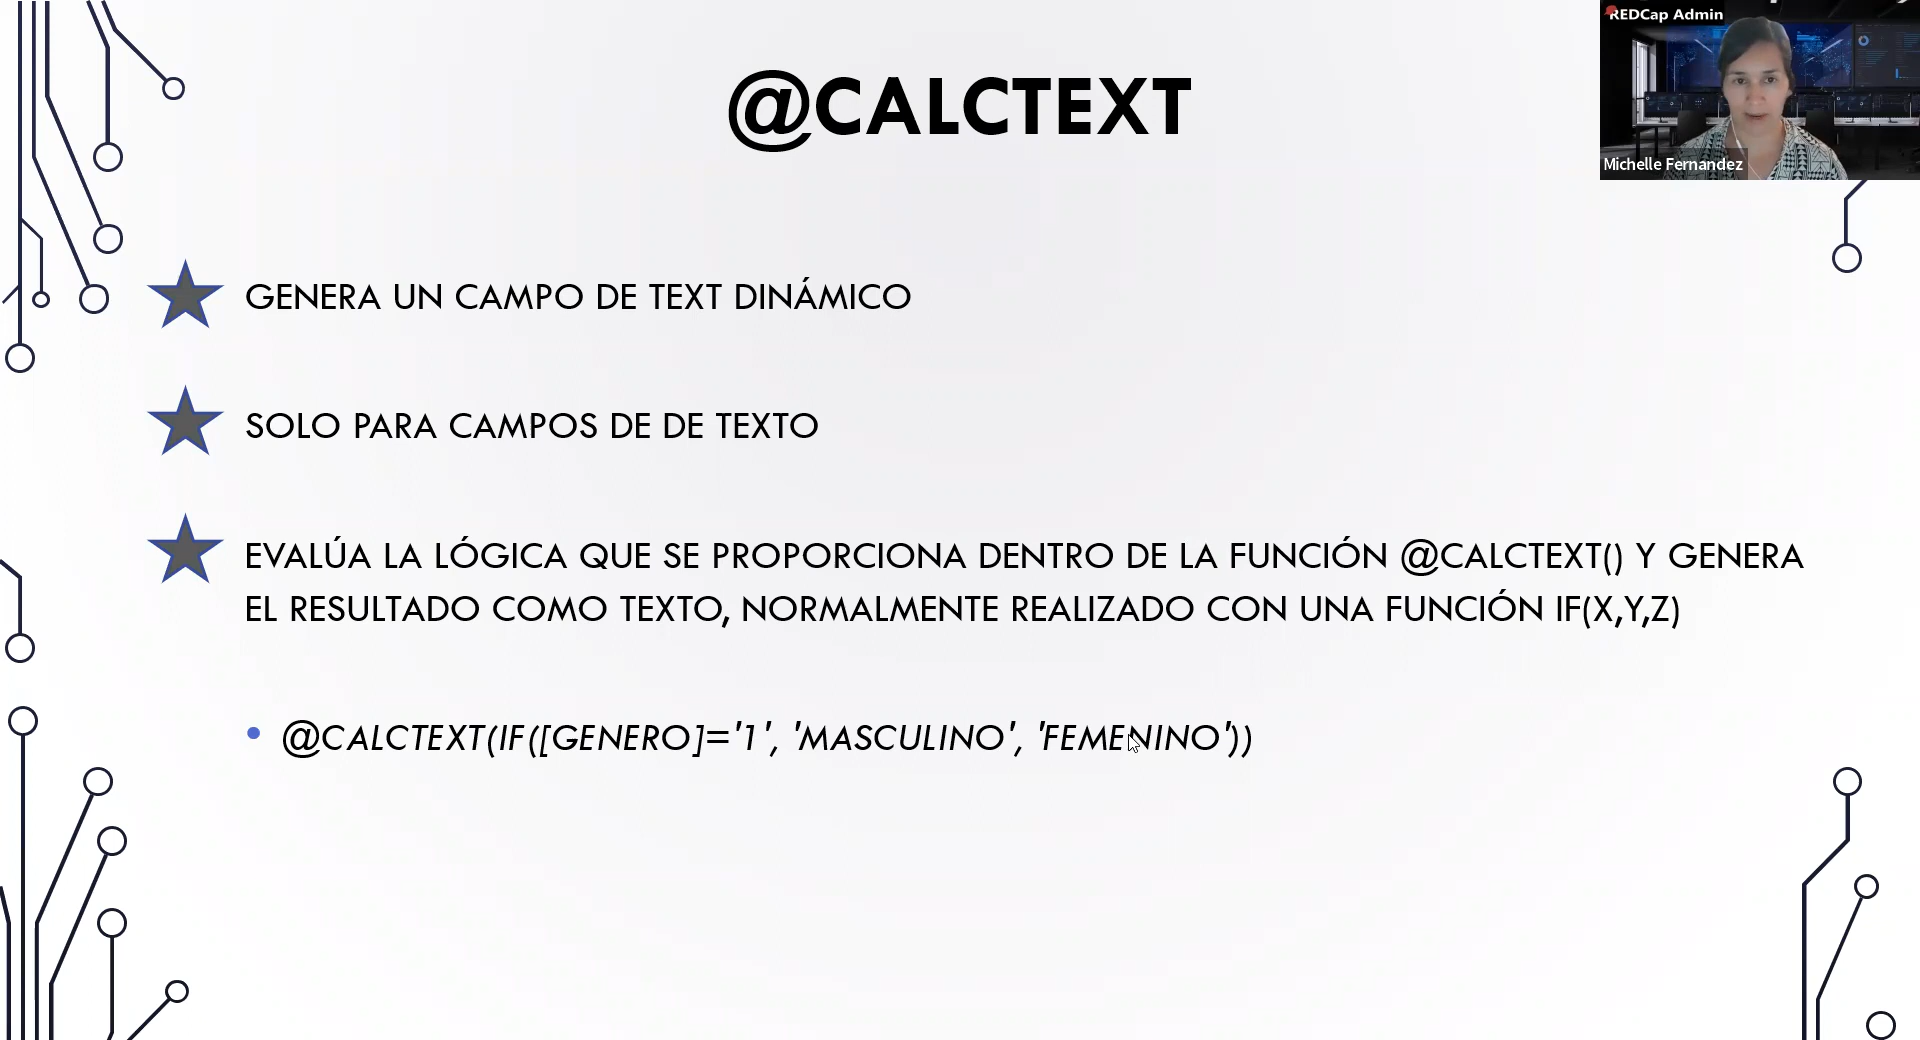 REDCap Admin
@CALCTEXT
Michelle Fernandez
GENERA UN CAMPO DE TEXT DINÁMICO
SOLO PARA CAMPOS DE DE TEXTO
EVALÚA LA LÓGICA QUE SE PROPORCIONA DENTRO DE LA FUNCIÓN @CALCTEXT() Y GENERA
EL RESULTADO COMO TEXTO, NORMALMENTE REALIZADO CON UNA FUNCIÓN IF(X,Y,Z)
@CALCTEXT(IF([GENERO]='1', 'MASCULINO', 'FEMENINO'))